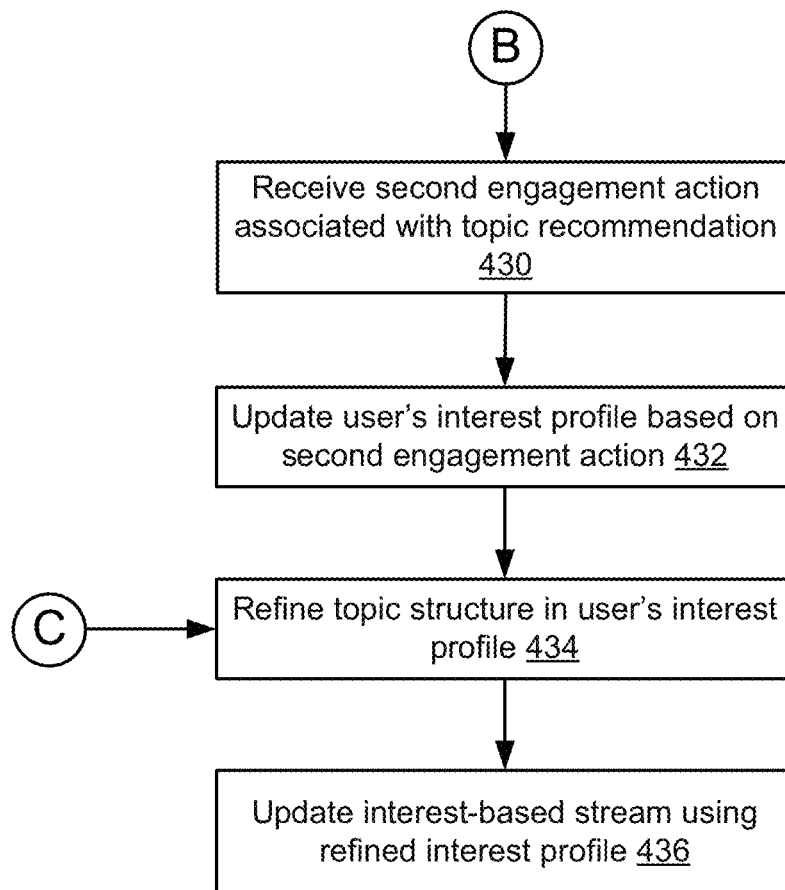 B
Receive second engagement action
associated with topic recommendation
430
Update user's interest profile based on
second engagement action 432
C
Refine topic structure in user's interest
profile 434
Update interest-based stream using
refined interest profile 436